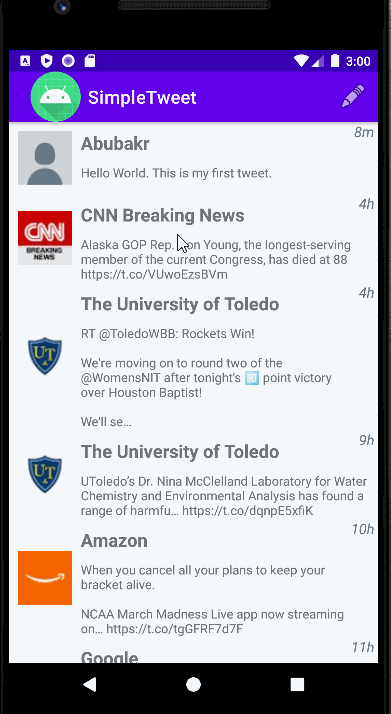 3:00
SimpleTweet
8m
Abubakr
Hello World. This is my first tweet.
4h
CNN Breaking News
CNN
BREAKING
NEWS
Alaska GOP Rep. Don Young, the longest-serving
member of the current Congress, has died at 88
https://t.co/VUwoEzsBVm
4h
The University of Toledo
RT @ToledoWBB: Rockets Win!
UT
We're moving on to round two of the
@WomensNIT after tonight's 🔟 point victory
over Houston Baptist!
We'll se…
9h
The University of Toledo
UT
UToledo's Dr. Nina McClelland Laboratory for Water
Chemistry and Environmental Analysis has found a
range of harmfu… https://t.co/dqnpE5xfiK
10h
Amazon
When you cancel all your plans to keep your
bracket alive.
NCAA March Madness Live app now streaming
on… https://t.co/tgGFRF7d7F
11h
Google